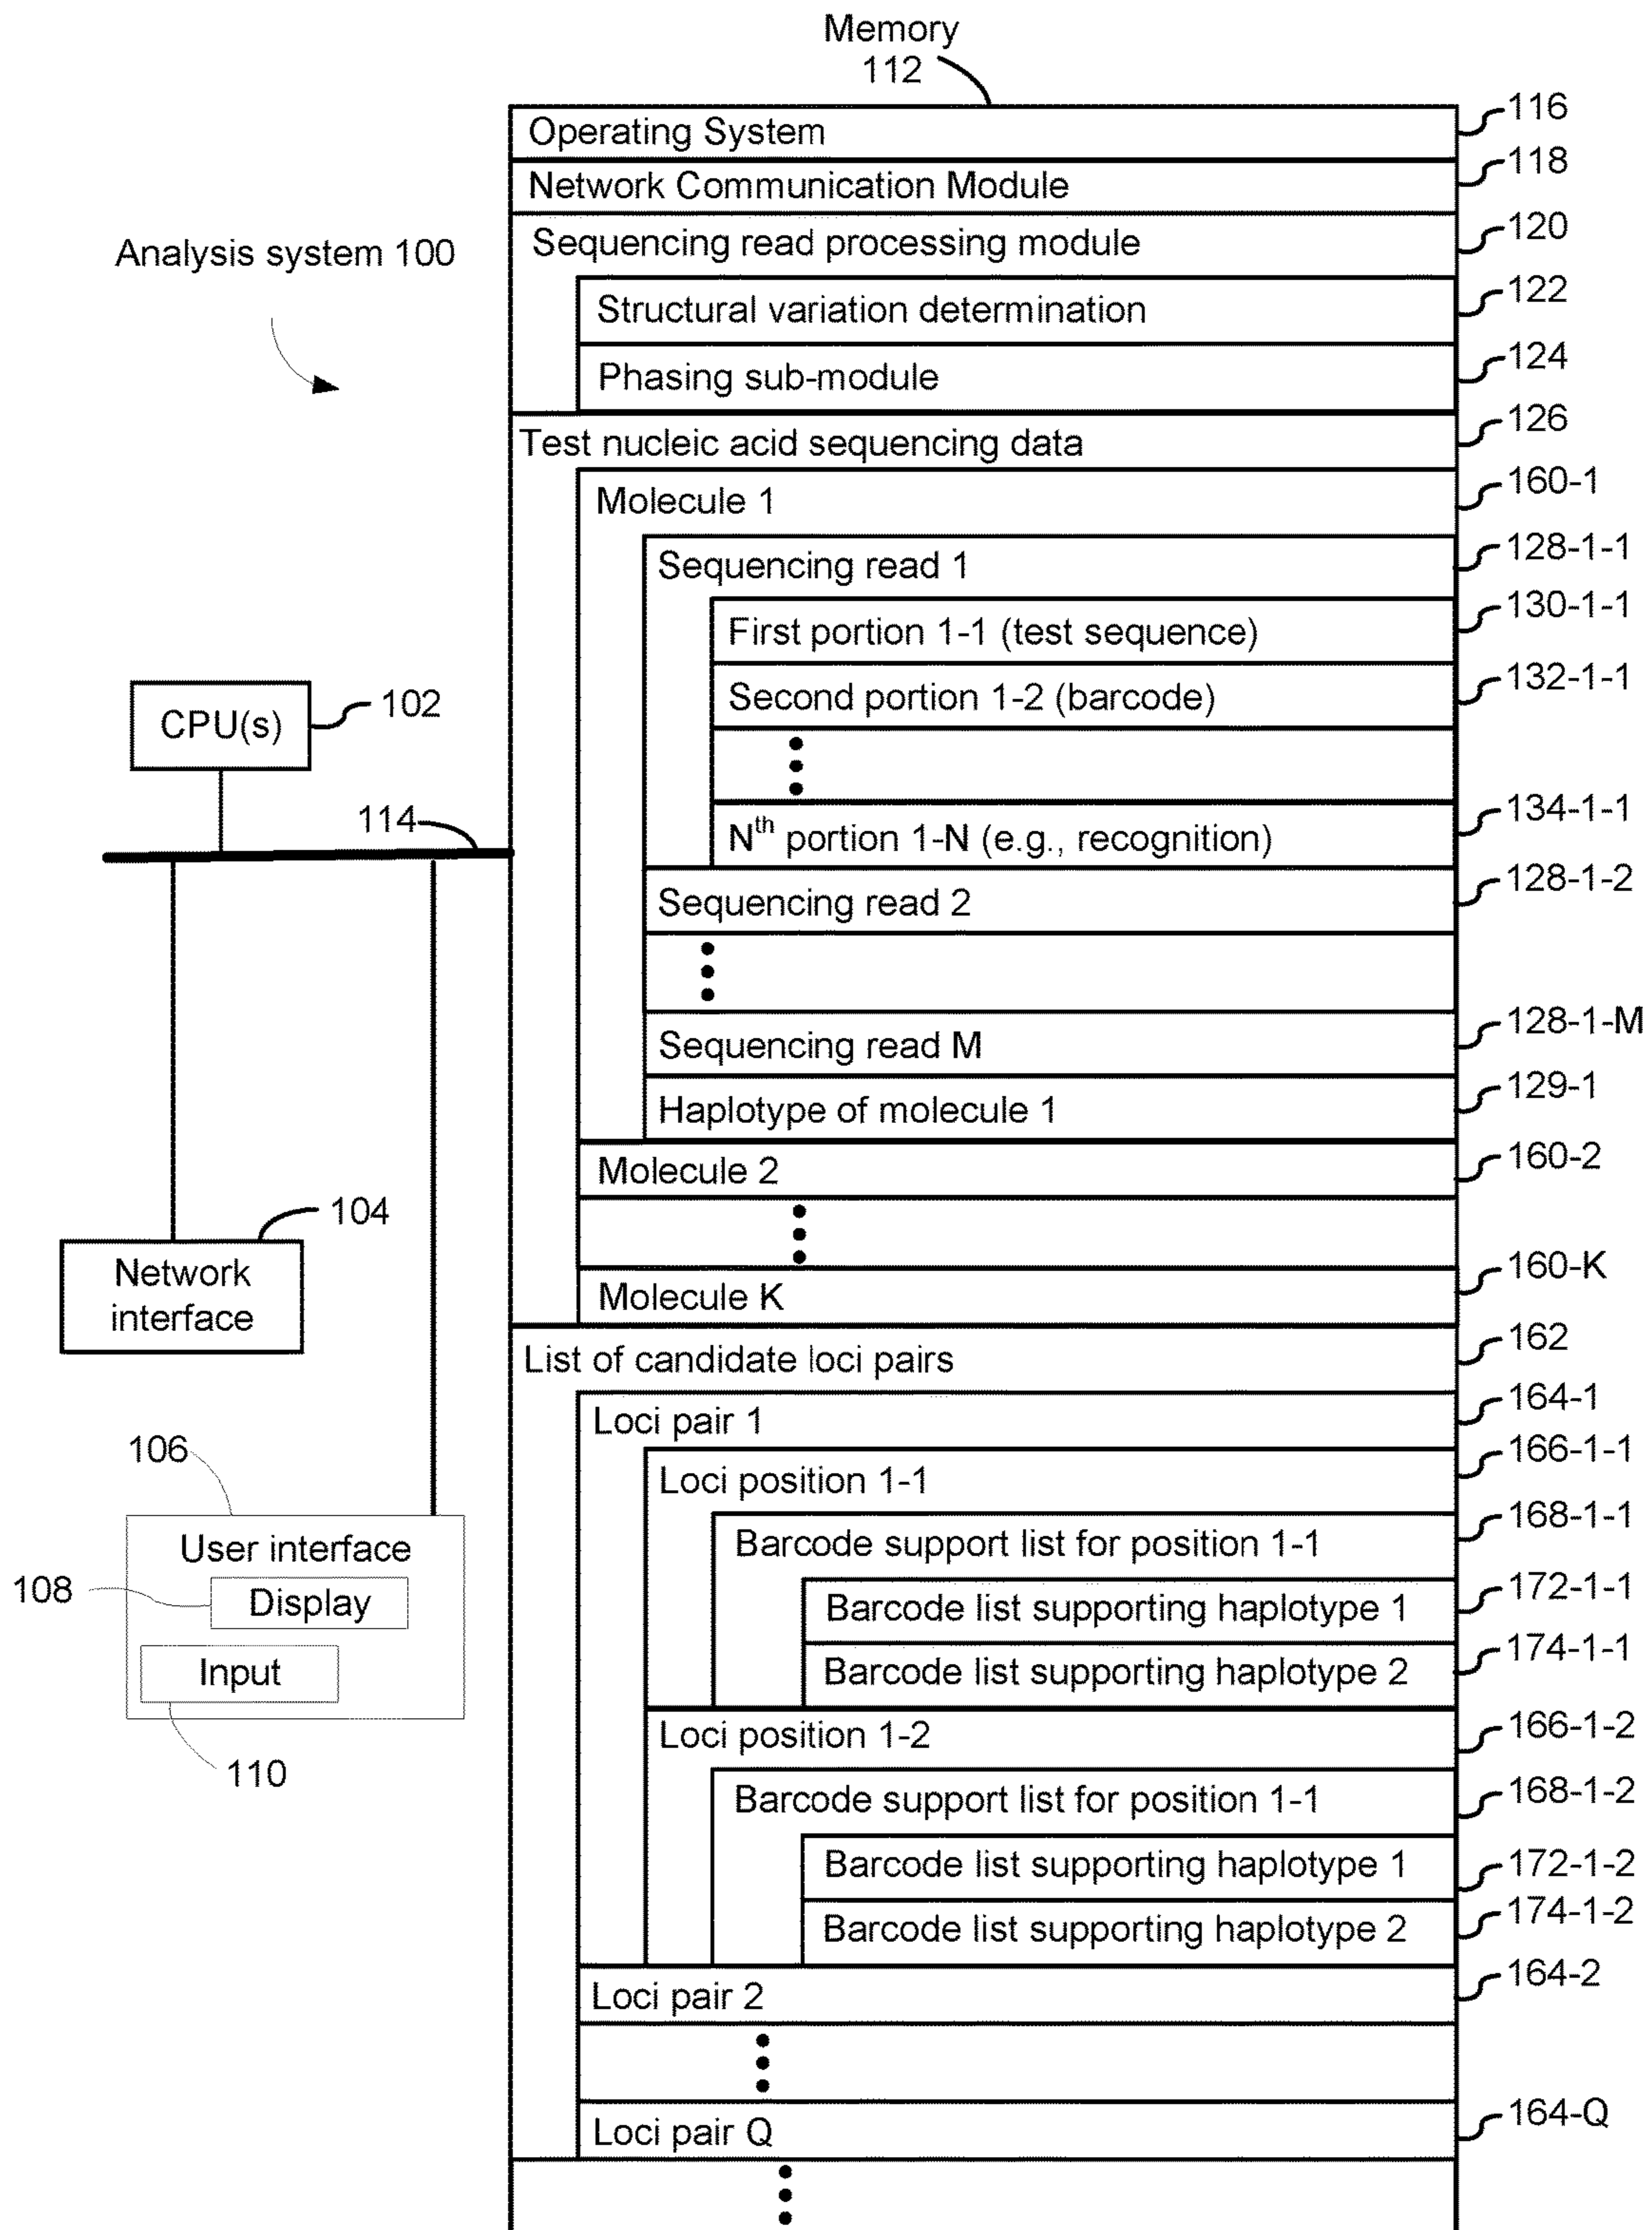 Memory
112
Operating System
116
Network Communication Module
118
Sequencing read processing module
120
Analysis system 100
Structural variation determination
122
Phasing sub-module
124
Test nucleic acid sequencing data
126
Molecule 1
160-1
Sequencing read 1
128-1-1
First portion 1-1 (test sequence)
130-1-1
Second portion 1-2 (barcode)
132-1-1
CPU(s)
102
114
Nth portion 1-N (e.g., recognition)
134-1-1
Sequencing read 2
128-1-2
Sequencing read M
128-1-M
Haplotype of molecule 1
129-1
Molecule 2
160-2
104
Network
interface
Molecule K
160-K
List of candidate loci pairs
162
Loci pair 1
164-1
106
Loci position 1-1
166-1-1
User interface
108
Display
Input
110
Barcode support list for position 1-1
168-1-1
Barcode list supporting haplotype 1
172-1-1
Barcode list supporting haplotype 2
174-1-1
Loci position 1-2
166-1-2
Barcode support list for position 1-1
168-1-2
Barcode list supporting haplotype 1
172-1-2
Barcode list supporting haplotype 2
174-1-2
Loci pair 2
164-2
Loci pair Q
164-Q